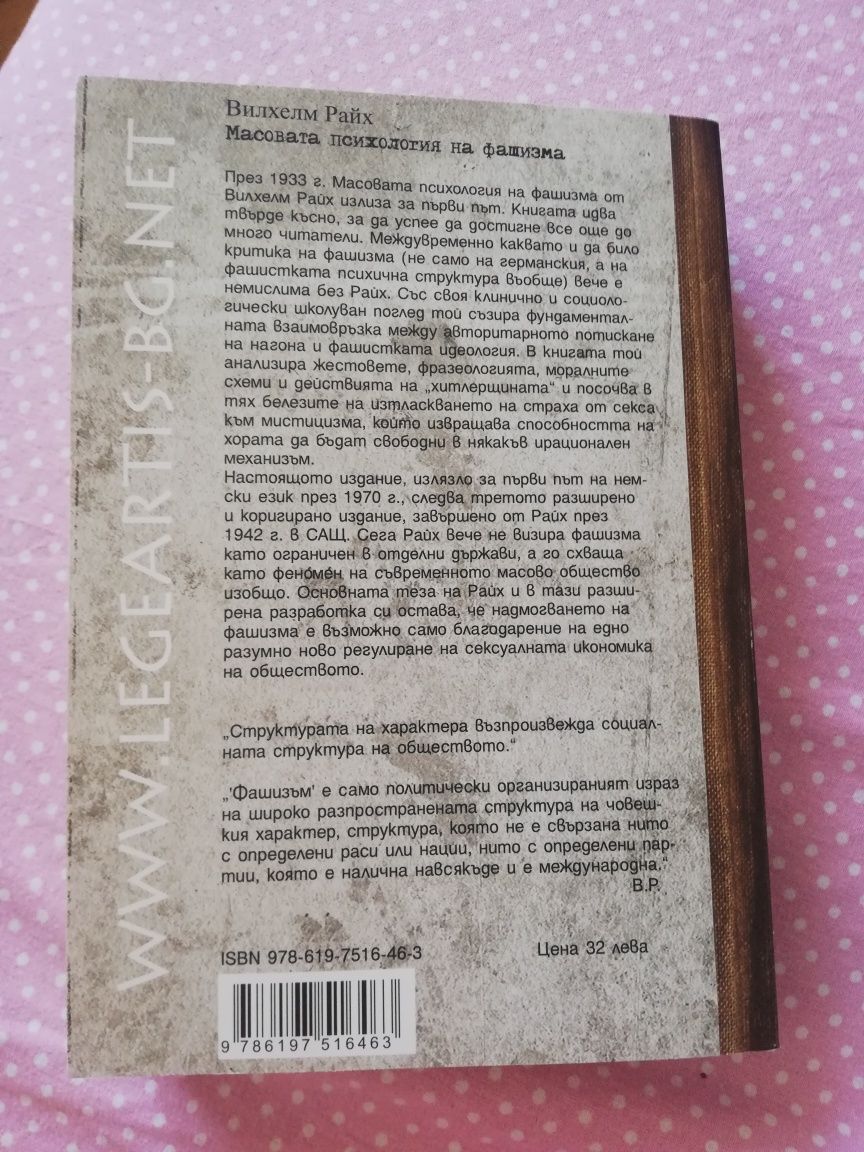 Вилхелм Райх
Масовата психология на фашизма
През 1933 г. Масовата психология на фашизма от
Вилхелм Райх излиза за първи път. Книгата идва
твърде късно, за да успее да достигне все още до
много читатели. Междувременно каквато и да било
критика на фашизма (не само на германския, а на
фашистката психична структура въобще) вече е
немислима без Райх. Със своя клинично и социоло-
гически школуван поглед той съзира фундаментал-
ната взаимовръзка между авторитарното потискане
на нагона и фашистката идеология. В книгата той
анализира жестовете, фразеологията, моралните
схеми и действията на „хитлерщината“ и посочва в
тях белезите на изтласкването на страха от секса
към мистицизма, който извращава способността на
хората да бъдат свободни в някакъв ирационален
механизъм.
Настоящото издание, излязло за първи път на нем-
ски език през 1970 г., следва третото разширено
и коригирано издание, завършено от Райх през
1942 г. в САЩ. Сега Райх вече не визира фашизма
като ограничен в отделни държави, а го схваща
като феномен на съвременното масово общество
изобщо. Основната теза на Райх и в тази разши-
рена разработка си остава, че надмогването на
фашизма е възможно само благодарение на едно
разумно ново регулиране на сексуалната икономика
на обществото.
„Структурата на характера възпроизвежда социал-
ната структура на обществото.“
„'Фашизъм' е само политически организираният израз
на широко разпространената структура на човеш-
кия характер, структура, която не е свързана нито
с определени раси или нации, нито с определени пар-
тии, която е налична навсякъде и е международна.“
В.Р.
ISBN 978-619-7516-46-3
Цена 32 лева
9 786197 516463
WWW.LEGEARTIS-BG.NET